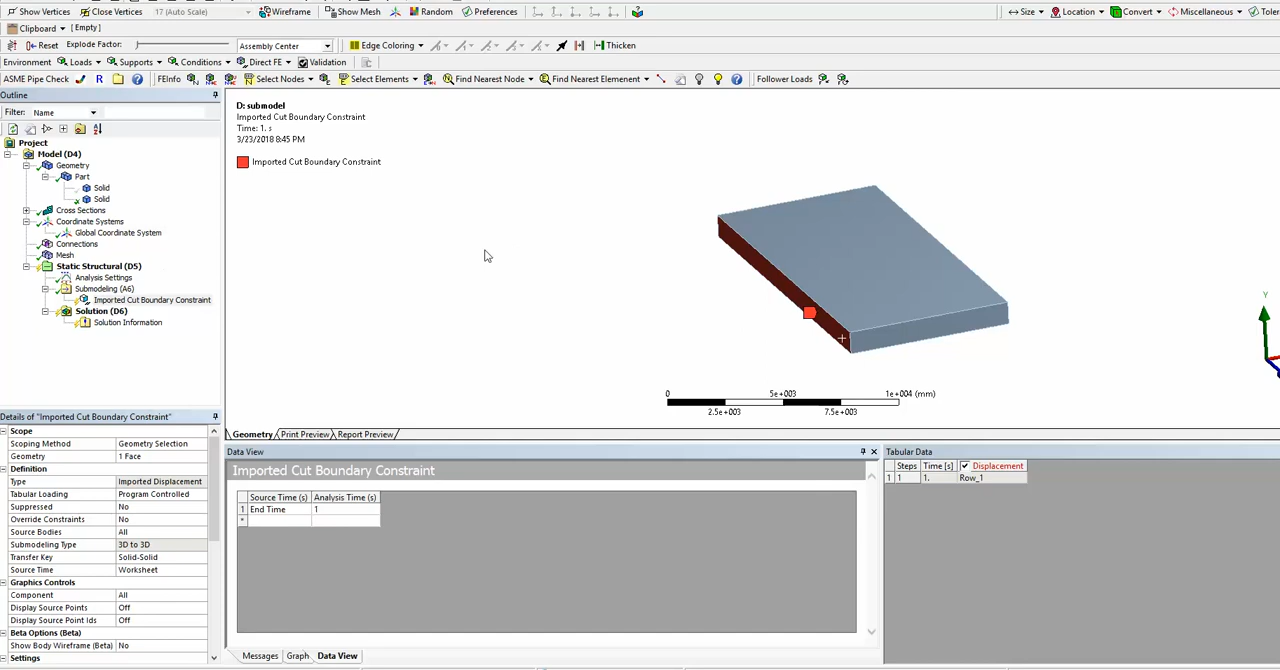 Show Vertices Close Vertices 17 (Auto Scale) Wireframe Show Mesh Random Preferences Size Location Convert Miscellaneous Toler
Clipboard [ Empty ]
Reset Explode Factor: Assembly Center Edge Coloring Thicken
Environment Loads Supports Conditions Direct FE Validation
ASME Pipe Check R FEInfo Select Nodes Select Elements Find Nearest Node Find Nearest Elemenent Follower Loads
Outline
Filter: Name
Project
Model (D4)
Geometry
Part
Solid
Solid
Cross Sections
Coordinate Systems
Global Coordinate System
Connections
Mesh
Static Structural (D5)
Analysis Settings
Submodeling (A6)
Imported Cut Boundary Constraint
Solution (D6)
Solution Information
D: submodel
Imported Cut Boundary Constraint
Time: 1. s
3/23/2018 8:45 PM
Imported Cut Boundary Constraint
Y
0 5e+003 1e+004 (mm)
2.5e+003 7.5e+003
Geometry Print Preview Report Preview
Details of "Imported Cut Boundary Constraint"
Scope
Scoping Method Geometry Selection
Geometry 1 Face
Definition
Type Imported Displacement
Tabular Loading Program Controlled
Suppressed No
Override Constraints No
Source Bodies All
Submodeling Type 3D to 3D
Transfer Key Solid-Solid
Source Time Worksheet
Graphics Controls
Component All
Display Source Points Off
Display Source Point Ids Off
Beta Options (Beta)
Show Body Wireframe (Beta) No
Settings
Data View
Imported Cut Boundary Constraint
Source Time (s) Analysis Time (s)
1 End Time 1
*
Messages Graph Data View
Tabular Data
Steps Time [s] Displacement
1 1 1. Row_1